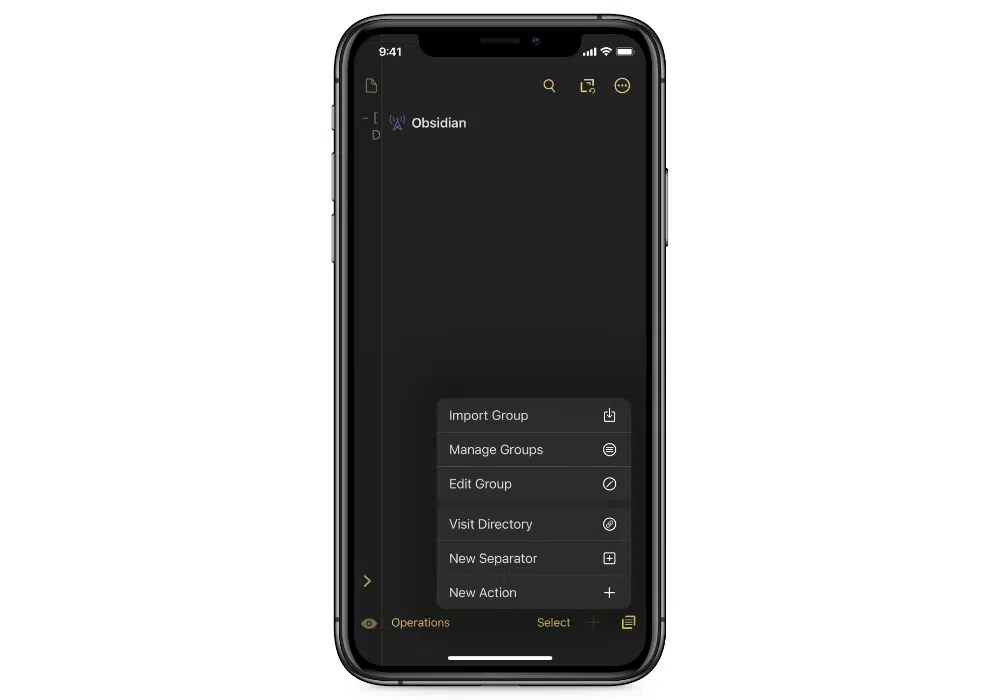 9:41
- [
Obsidian
D
Import Group
Manage Groups
Edit Group
Visit Directory
New Separator
New Action
Operations
Select